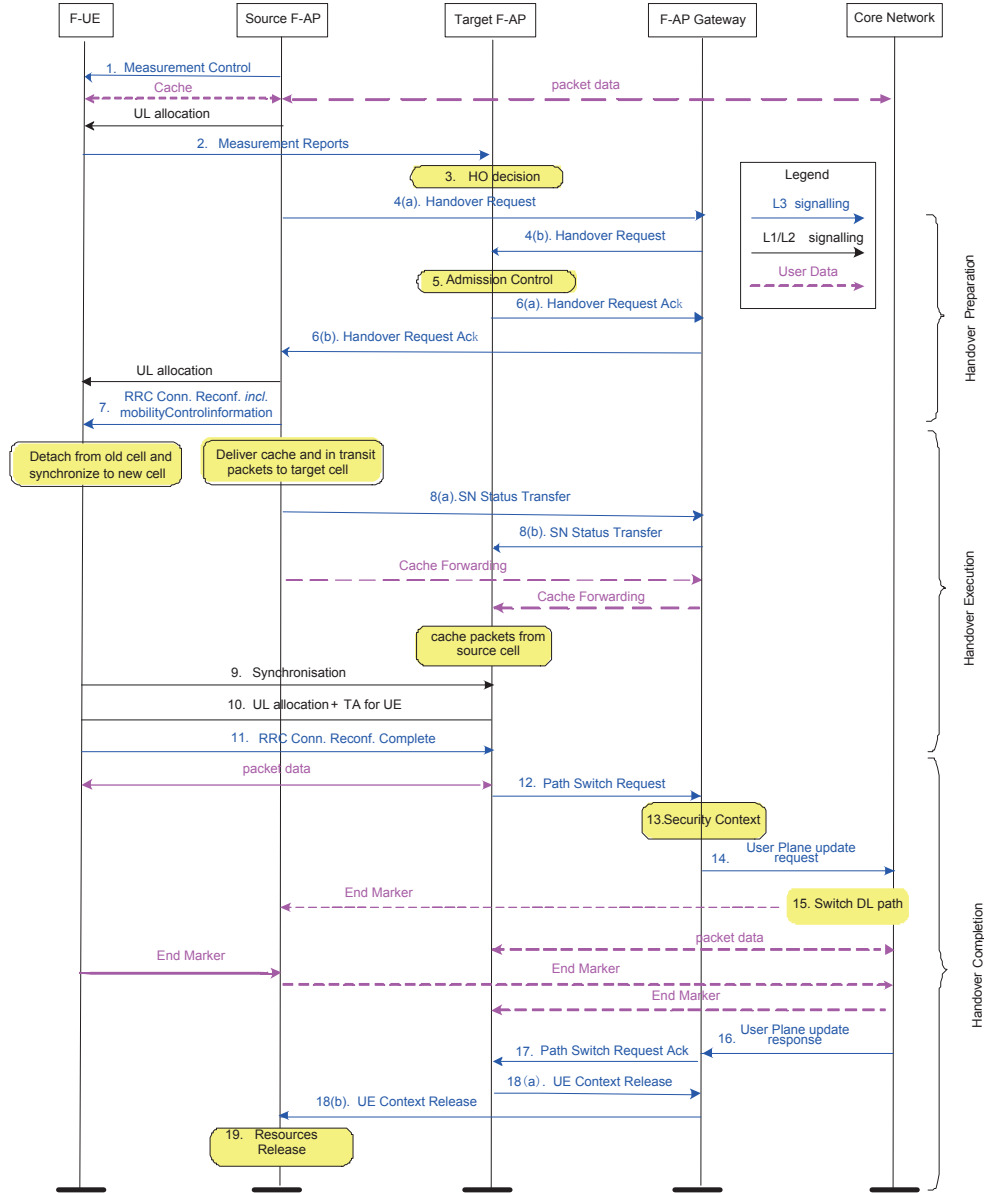 F-UE
Source F-AP
Target F-AP
F-AP Gateway
Core Network
1. Measurement Control
Cache
packet data
UL allocation
2. Measurement Reports
3. HO decision
Legend
L3 signalling
L1/L2 signalling
User Data
4(a). Handover Request
4(b). Handover Request
5. Admission Control
6(a). Handover Request Ack
6(b). Handover Request Ack
Handover Preparation
UL allocation
7. RRC Conn. Reconf. incl.
mobilityControlinformation
Detach from old cell and
synchronize to new cell
Deliver cache and in transit
packets to target cell
8(a).SN Status Transfer
8(b). SN Status Transfer
Cache Forwarding
Cache Forwarding
Handover Execution
cache packets from
source cell
9. Synchronisation
10. UL allocation+ TA for UE
11. RRC Conn. Reconf. Complete
packet data
12. Path Switch Request
13.Security Context
14. User Plane update
request
End Marker
15. Switch DL path
packet data
End Marker
End Marker
End Marker
Handover Completion
16. User Plane update
response
17. Path Switch Request Ack
18(a). UE Context Release
18(b). UE Context Release
19. Resources
Release